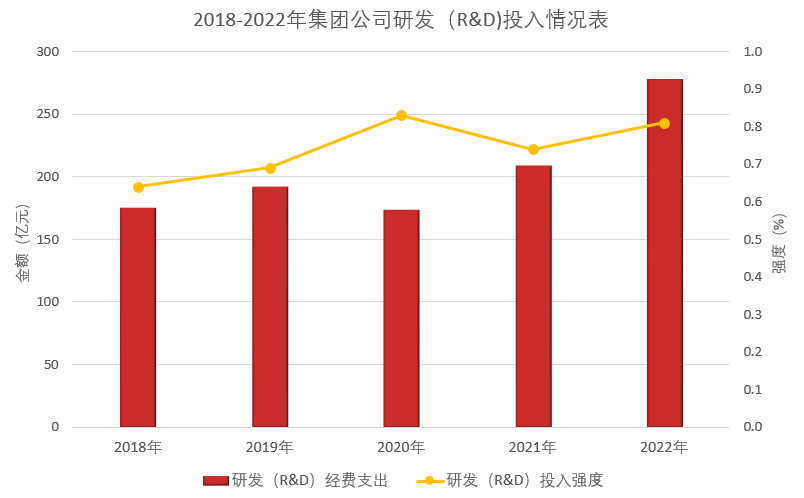 2018-2022年集团公司研发（R&D)投入情况表
300
250
200
150
100
50
0
金额（亿元）
1.0
0.9
0.8
0.7
0.6
0.5
0.4
0.3
0.2
0.1
0.0
强度（%）
2018年
2019年
2020年
2021年
2022年
研发（R&D）经费支出
研发（R&D）投入强度